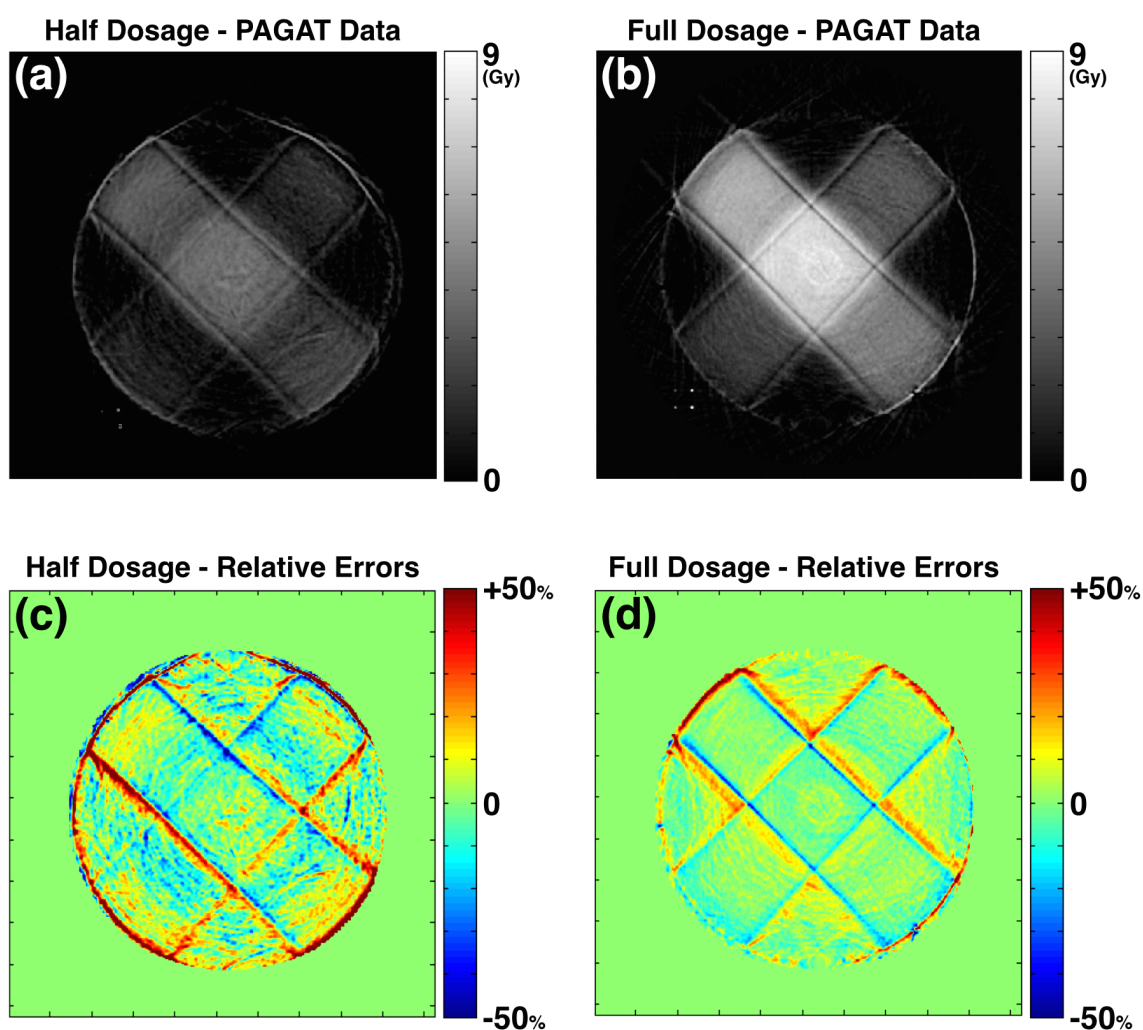 Half Dosage - PAGAT Data
(a)
9
(Gy)
0
Full Dosage - PAGAT Data
(b)
9
(Gy)
0
Half Dosage - Relative Errors
(c)
+50%
0
-50%
Full Dosage - Relative Errors
(d)
+50%
0
-50%